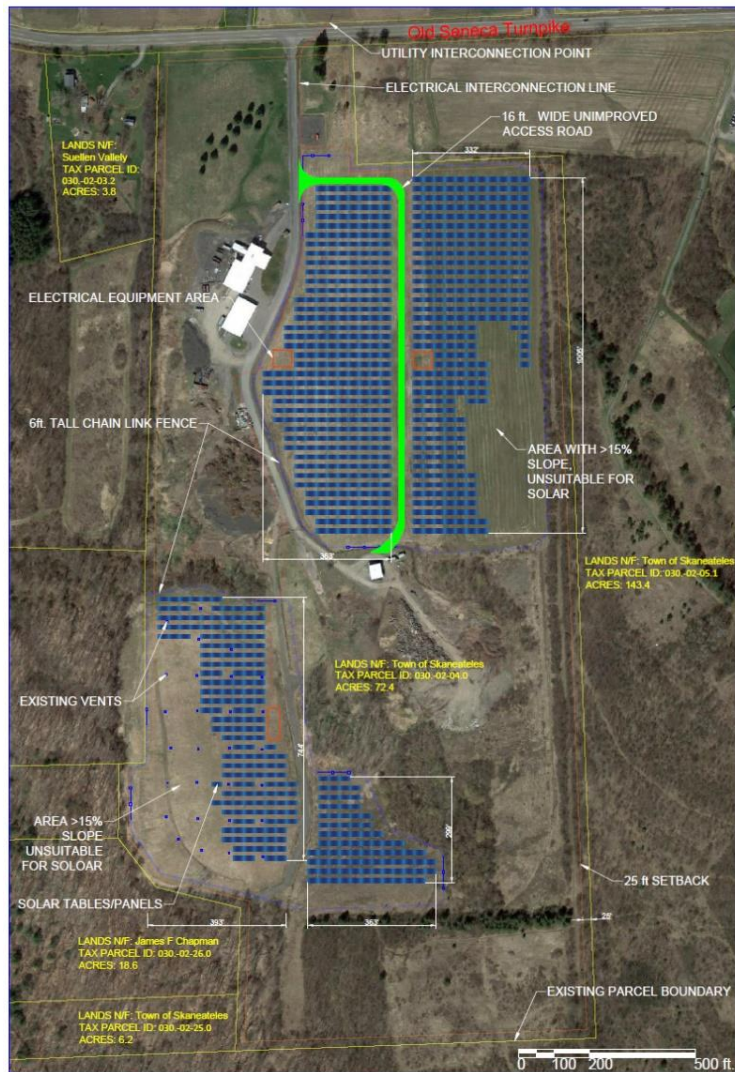 Old Seneca Turnpike
UTILITY INTERCONNECTION POINT
ELECTRICAL INTERCONNECTION LINE
16 ft. WIDE UNIMPROVED
ACCESS ROAD
LANDS N/F:
Suellen Vallely
TAX PARCEL ID:
030.-02-03.2
ACRES: 3.8
332'
ELECTRICAL EQUIPMENT AREA
1005'
6ft. TALL CHAIN LINK FENCE
AREA WITH >15%
SLOPE,
UNSUITABLE FOR
SOLAR
363'
LANDS N/F: Town of Skaneateles
TAX PARCEL ID: 030.-02-05.1
ACRES: 143.4
LANDS N/F: Town of Skaneateles
TAX PARCEL ID: 030.-02-04.0
ACRES: 72.4
EXISTING VENTS
744'
AREA >15%
SLOPE
UNSUITABLE
FOR SOLOAR
299'
25 ft SETBACK
SOLAR TABLES/PANELS
393'
363'
25'
LANDS N/F: James F Chapman
TAX PARCEL ID: 030.-02-26.0
ACRES: 18.6
EXISTING PARCEL BOUNDARY
LANDS N/F: Town of Skaneateles
TAX PARCEL ID: 030.-02-25.0
ACRES: 6.2
0 100 200 500 ft.